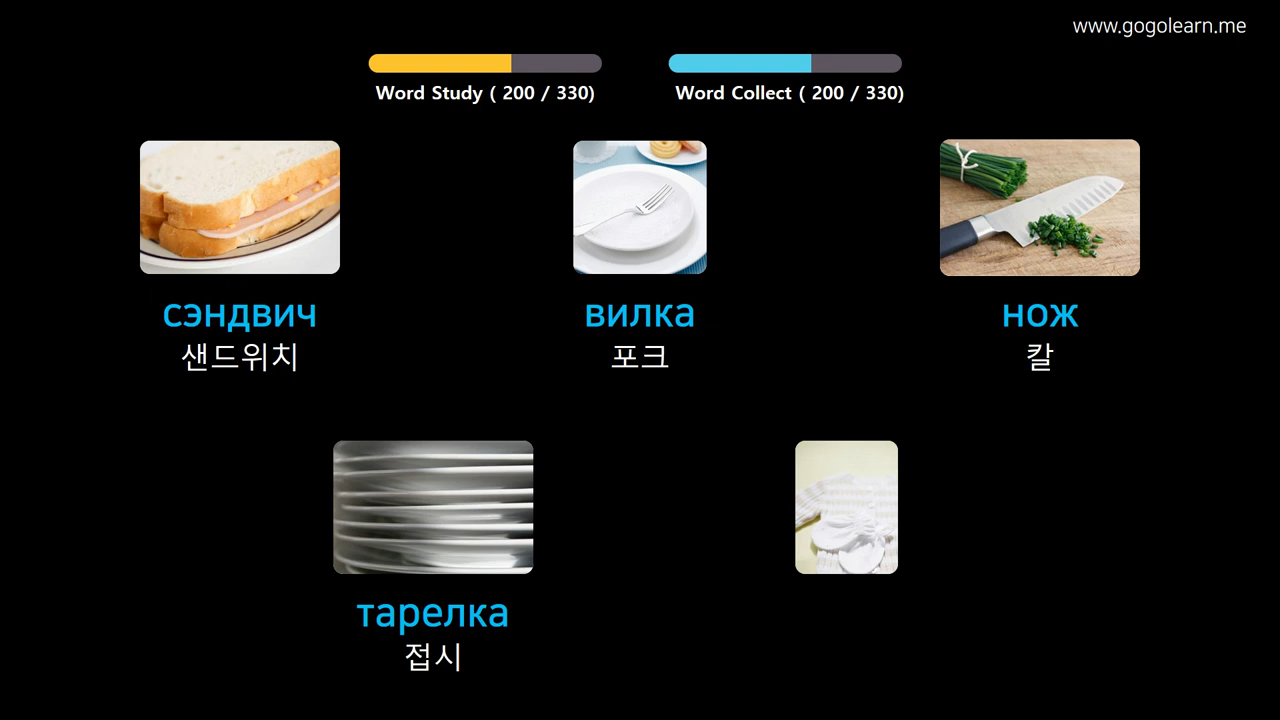 www.gogolearn.me
Word Study ( 200 / 330)
Word Collect ( 200 / 330)
сэндвич
샌드위치
вилка
포크
нож
칼
тарелка
접시